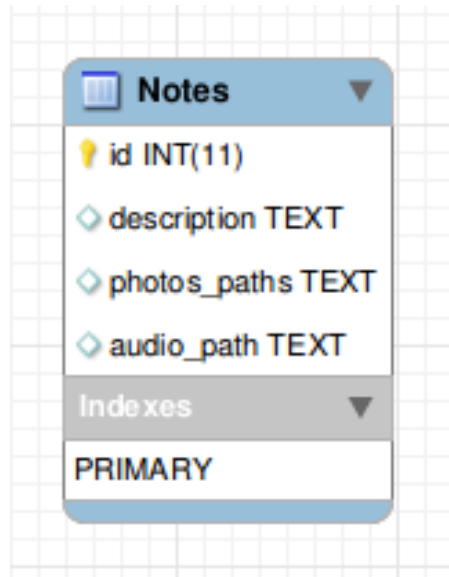 Notes
id INT(11)
description TEXT
photos_paths TEXT
audio_path TEXT
Indexes
PRIMARY